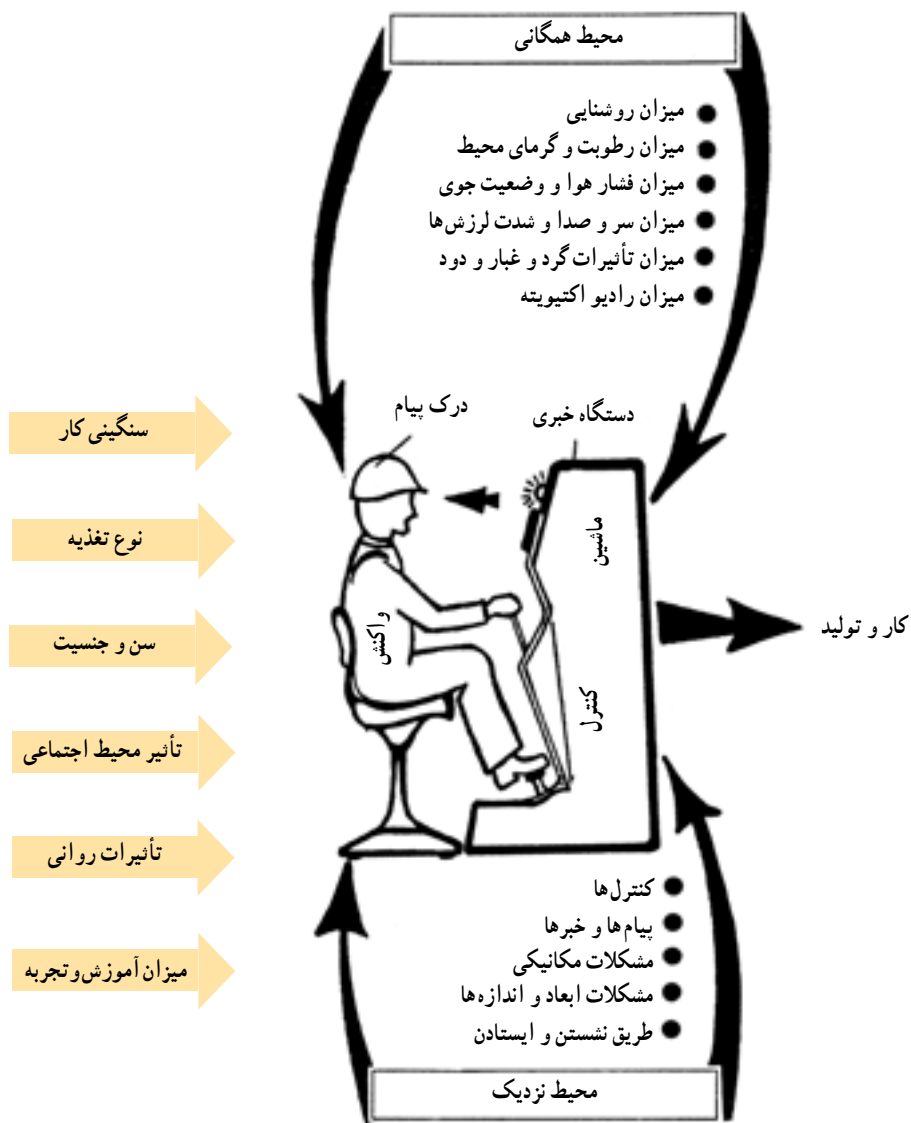 محیط همگانی
میزان روشنایی
میزان رطوبت و گرمای محیط
میزان فشار هوا و وضعیت جوی
میزان سر و صدا و شدت لرزش‌ها
میزان تأثیرات گرد و غبار و دود
میزان رادیو اکتیویته
دستگاه خبری
درک پیام
ماشین
واکنش
کنترل
کار و تولید
سنگینی کار
نوع تغذیه
سن و جنسیت
تأثیر محیط اجتماعی
تأثیرات روانی
میزان آموزش و تجربه
کنترل‌ها
پیام‌ها و خبرها
مشکلات مکانیکی
مشکلات ابعاد و اندازه‌ها
طریق نشستن و ایستادن
محیط نزدیک